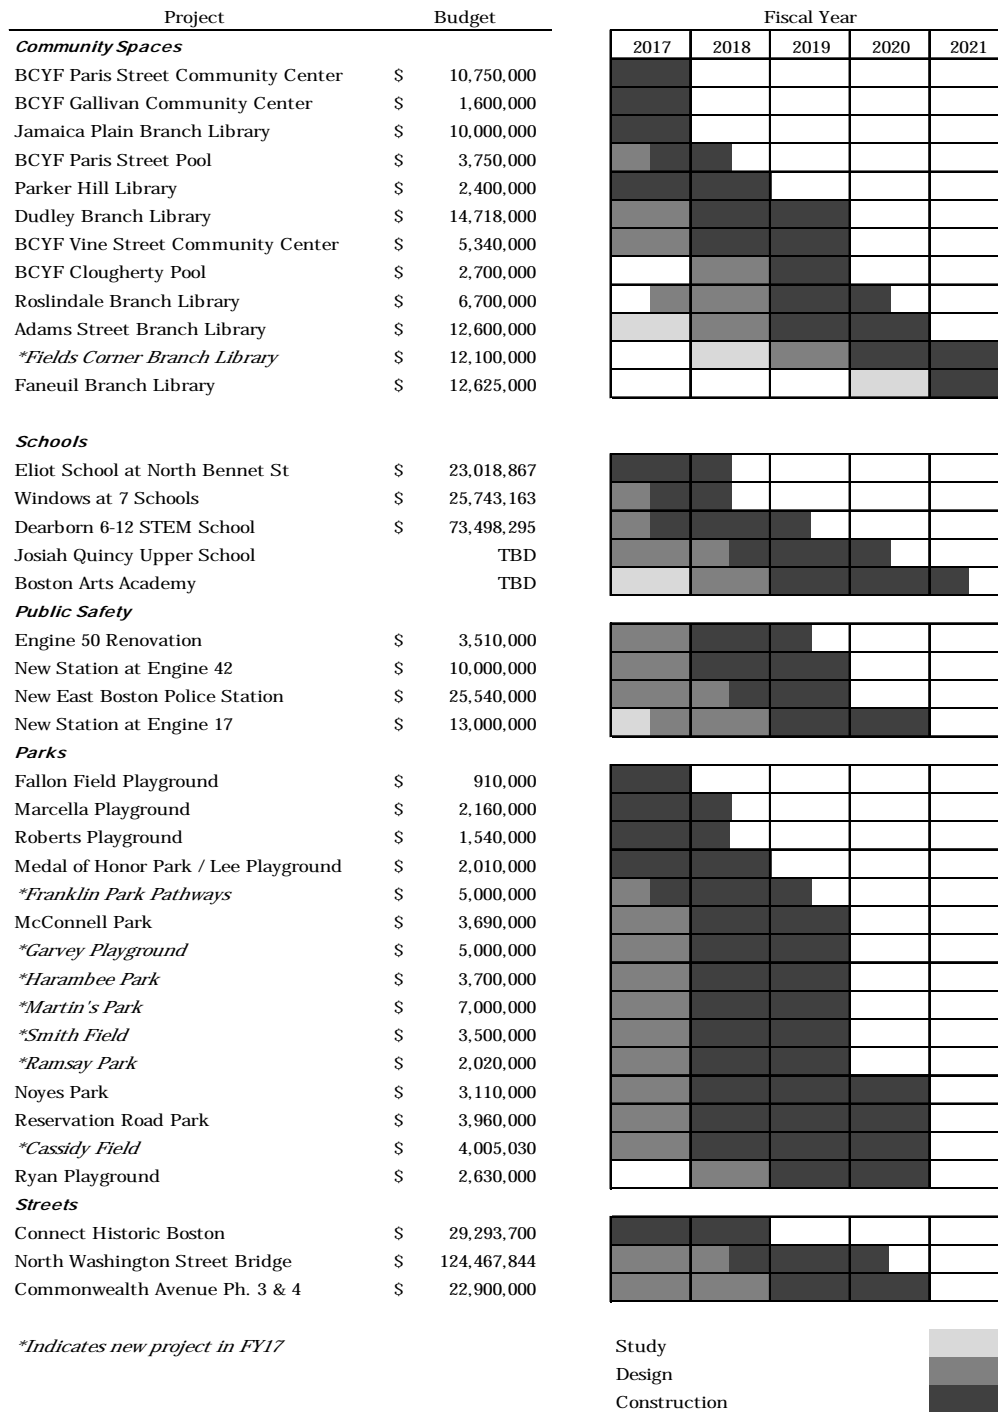 Project Budget Fiscal Year
Community Spaces 2017 2018 2019 2020 2021
BCYF Paris Street Community Center $ 10,750,000
BCYF Gallivan Community Center $ 1,600,000
Jamaica Plain Branch Library $ 10,000,000
BCYF Paris Street Pool $ 3,750,000
Parker Hill Library $ 2,400,000
Dudley Branch Library $ 14,718,000
BCYF Vine Street Community Center $ 5,340,000
BCYF Clougherty Pool $ 2,700,000
Roslindale Branch Library $ 6,700,000
Adams Street Branch Library $ 12,600,000
*Fields Corner Branch Library $ 12,100,000
Faneuil Branch Library $ 12,625,000
Schools
Eliot School at North Bennet St $ 23,018,867
Windows at 7 Schools $ 25,743,163
Dearborn 6-12 STEM School $ 73,498,295
Josiah Quincy Upper School TBD
Boston Arts Academy TBD
Public Safety
Engine 50 Renovation $ 3,510,000
New Station at Engine 42 $ 10,000,000
New East Boston Police Station $ 25,540,000
New Station at Engine 17 $ 13,000,000
Parks
Fallon Field Playground $ 910,000
Marcella Playground $ 2,160,000
Roberts Playground $ 1,540,000
Medal of Honor Park / Lee Playground $ 2,010,000
*Franklin Park Pathways $ 5,000,000
McConnell Park $ 3,690,000
*Garvey Playground $ 5,000,000
*Harambee Park $ 3,700,000
*Martin's Park $ 7,000,000
*Smith Field $ 3,500,000
*Ramsay Park $ 2,020,000
Noyes Park $ 3,110,000
Reservation Road Park $ 3,960,000
*Cassidy Field $ 4,005,030
Ryan Playground $ 2,630,000
Streets
Connect Historic Boston $ 29,293,700
North Washington Street Bridge $ 124,467,844
Commonwealth Avenue Ph. 3 & 4 $ 22,900,000
*Indicates new project in FY17 Study
Design
Construction